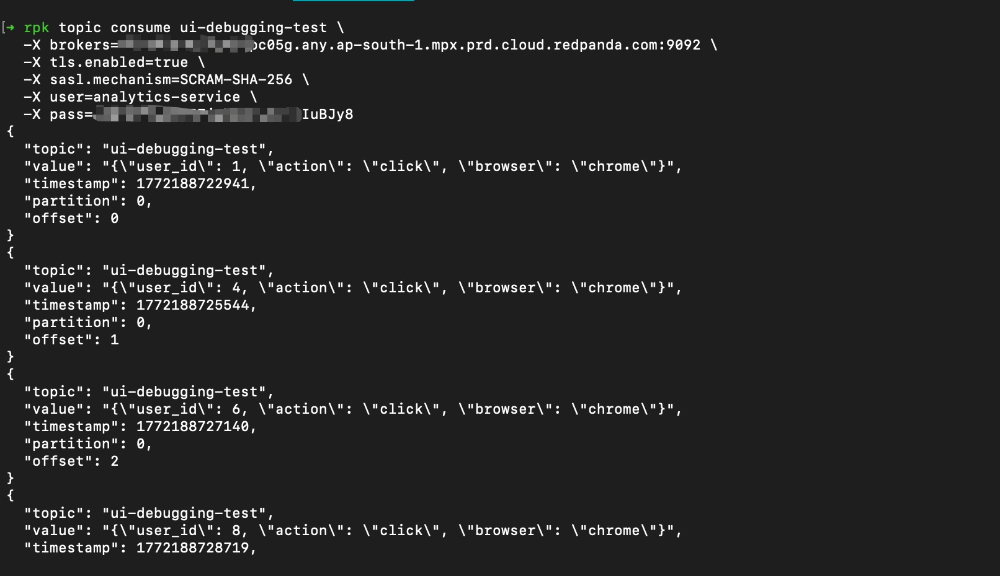 [➜ rpk topic consume ui-debugging-test \
-X brokers=pc05g.any.ap-south-1.mpx.prd.cloud.redpanda.com:9092 \
-X tls.enabled=true \
-X sasl.mechanism=SCRAM-SHA-256 \
-X user=analytics-service \
-X pass=IuBJy8
{
"topic": "ui-debugging-test",
"value": "{\"user_id\": 1, \"action\": \"click\", \"browser\": \"chrome\"}",
"timestamp": 1772188722941,
"partition": 0,
"offset": 0
}
{
"topic": "ui-debugging-test",
"value": "{\"user_id\": 4, \"action\": \"click\", \"browser\": \"chrome\"}",
"timestamp": 1772188725544,
"partition": 0,
"offset": 1
}
{
"topic": "ui-debugging-test",
"value": "{\"user_id\": 6, \"action\": \"click\", \"browser\": \"chrome\"}",
"timestamp": 1772188727140,
"partition": 0,
"offset": 2
}
{
"topic": "ui-debugging-test",
"value": "{\"user_id\": 8, \"action\": \"click\", \"browser\": \"chrome\"}",
"timestamp": 1772188728719,